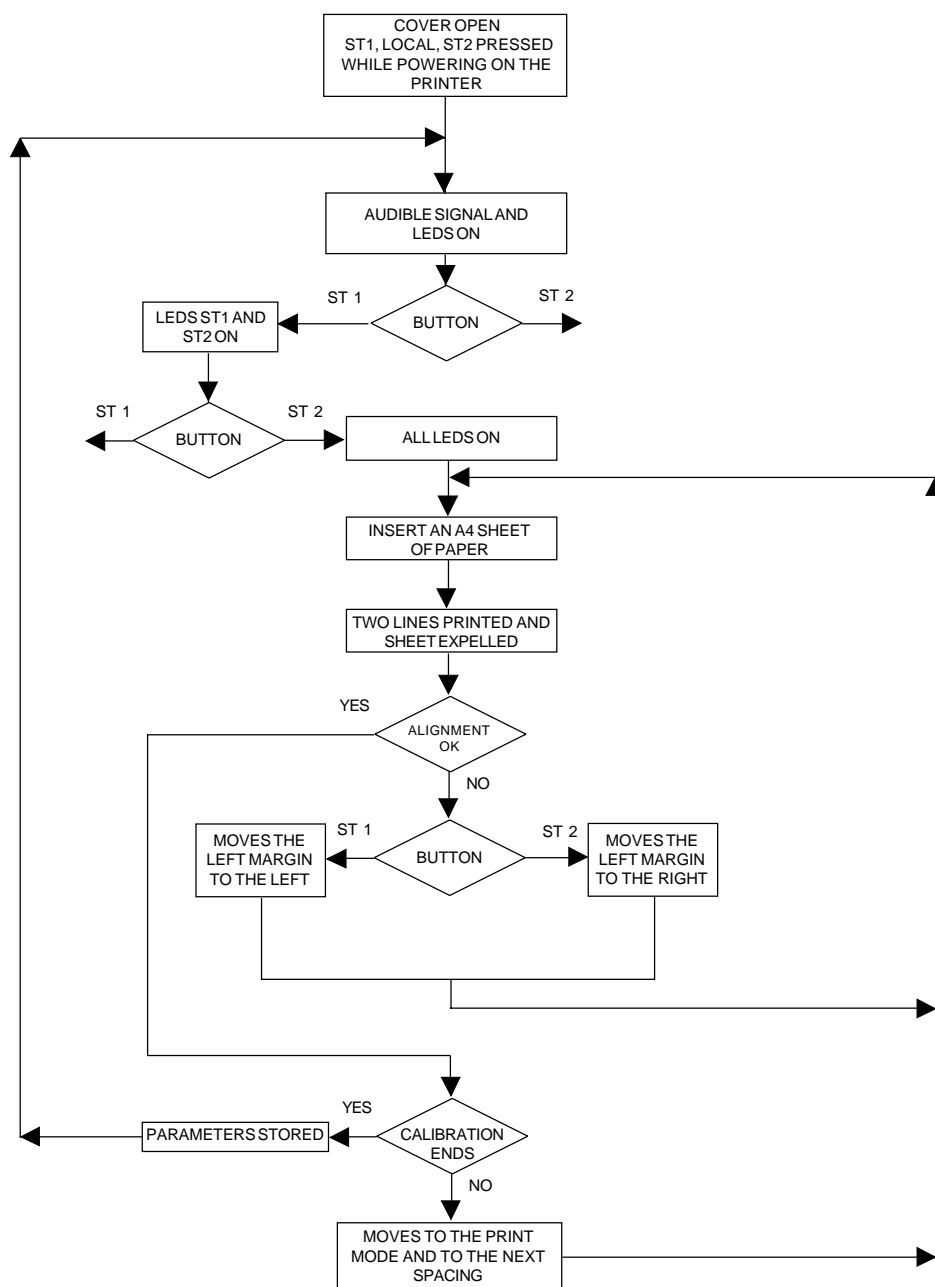 COVER OPEN
ST1, LOCAL, ST2 PRESSED
WHILE POWERING ON THE
PRINTER
AUDIBLE SIGNAL AND
LEDS ON
ST 1
ST 2
BUTTON
LEDS ST1 AND
ST2 ON
ST 1
ST 2
BUTTON
ALL LEDS ON
INSERT AN A4 SHEET
OF PAPER
TWO LINES PRINTED AND
SHEET EXPELLED
YES
ALIGNMENT
OK
NO
ST 1
ST 2
MOVES THE
LEFT MARGIN
TO THE LEFT
BUTTON
MOVES THE
LEFT MARGIN
TO THE RIGHT
YES
PARAMETERS STORED
CALIBRATION
ENDS
NO
MOVES TO THE PRINT
MODE AND TO THE NEXT
SPACING